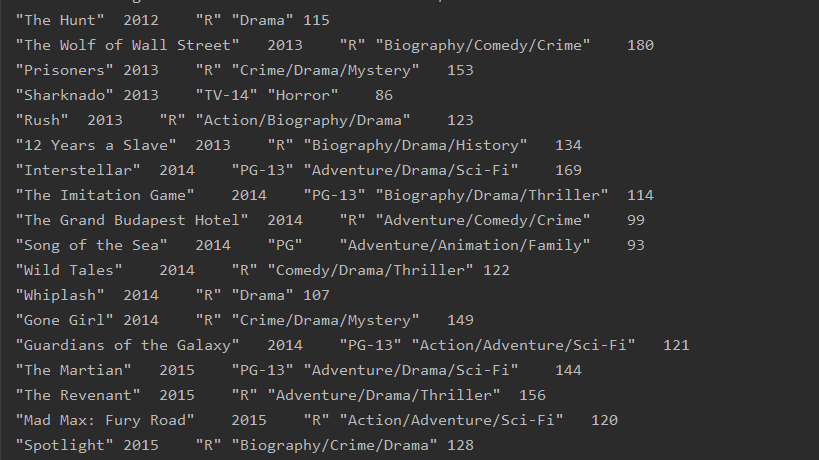 "The Hunt" 2012 "R" "Drama" 115
"The Wolf of Wall Street" 2013 "R" "Biography/Comedy/Crime" 180
"Prisoners" 2013 "R" "Crime/Drama/Mystery" 153
"Sharknado" 2013 "TV-14" "Horror" 86
"Rush" 2013 "R" "Action/Biography/Drama" 123
"12 Years a Slave" 2013 "R" "Biography/Drama/History" 134
"Interstellar" 2014 "PG-13" "Adventure/Drama/Sci-Fi" 169
"The Imitation Game" 2014 "PG-13" "Biography/Drama/Thriller" 114
"The Grand Budapest Hotel" 2014 "R" "Adventure/Comedy/Crime" 99
"Song of the Sea" 2014 "PG" "Adventure/Animation/Family" 93
"Wild Tales" 2014 "R" "Comedy/Drama/Thriller" 122
"Whiplash" 2014 "R" "Drama" 107
"Gone Girl" 2014 "R" "Crime/Drama/Mystery" 149
"Guardians of the Galaxy" 2014 "PG-13" "Action/Adventure/Sci-Fi" 121
"The Martian" 2015 "PG-13" "Adventure/Drama/Sci-Fi" 144
"The Revenant" 2015 "R" "Adventure/Drama/Thriller" 156
"Mad Max: Fury Road" 2015 "R" "Action/Adventure/Sci-Fi" 120
"Spotlight" 2015 "R" "Biography/Crime/Drama" 128